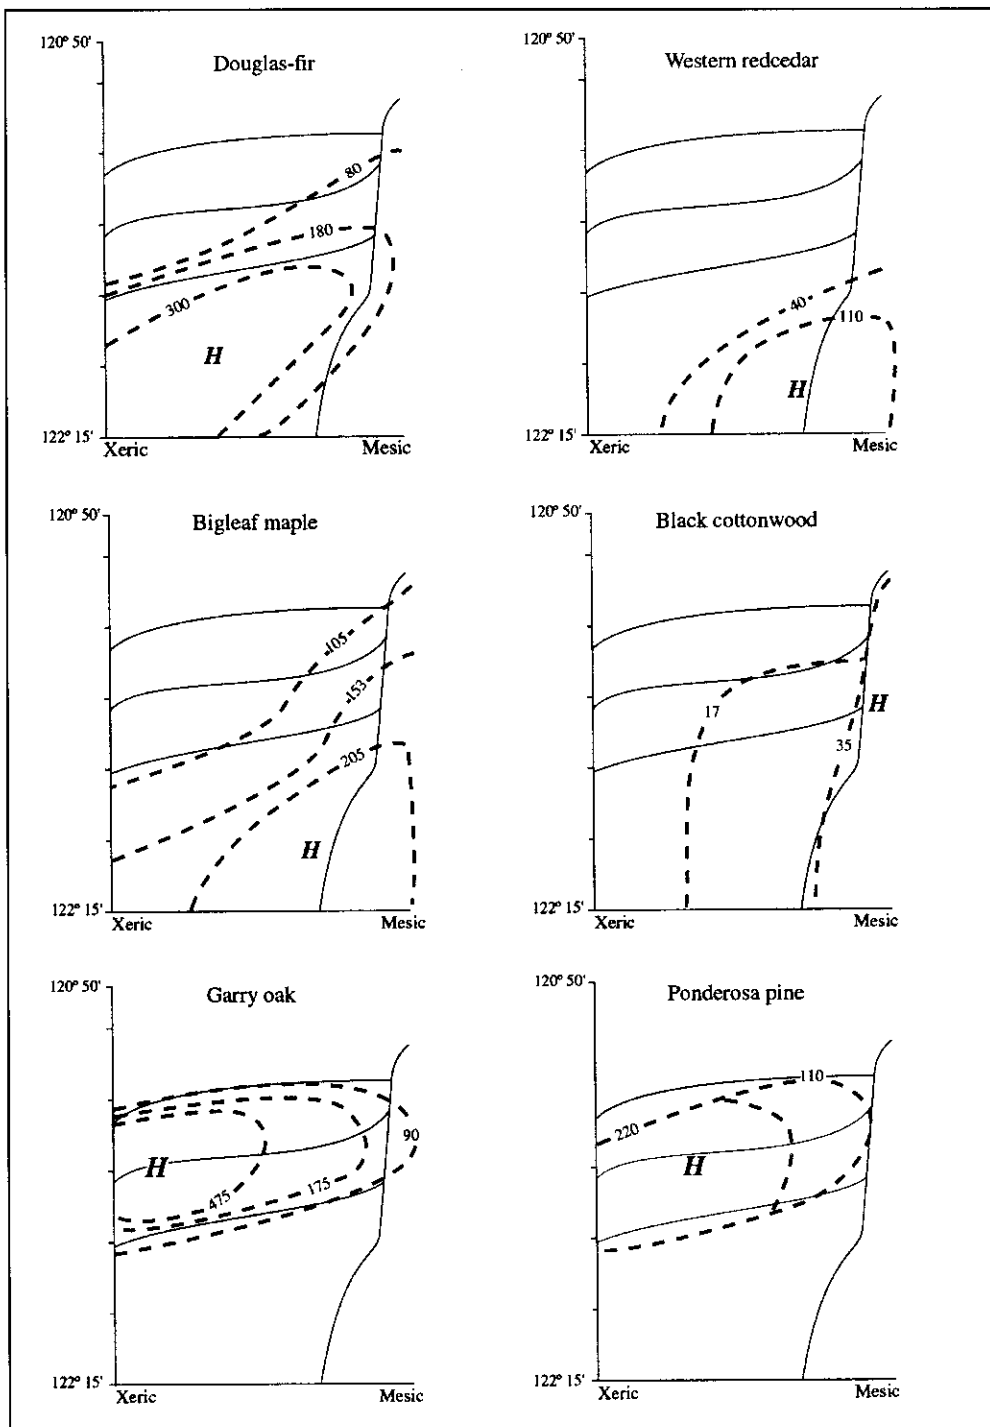 Douglas-fir
120° 50'
80
180
300
H
122° 15'
Xeric
Mesic
Western redcedar
120° 50'
40
110
H
122° 15'
Xeric
Mesic
Bigleaf maple
120° 50'
105
153
205
H
122° 15'
Xeric
Mesic
Black cottonwood
120° 50'
17
H
35
122° 15'
Xeric
Mesic
Garry oak
120° 50'
90
H
475
175
122° 15'
Xeric
Mesic
Ponderosa pine
120° 50'
110
220
H
122° 15'
Xeric
Mesic